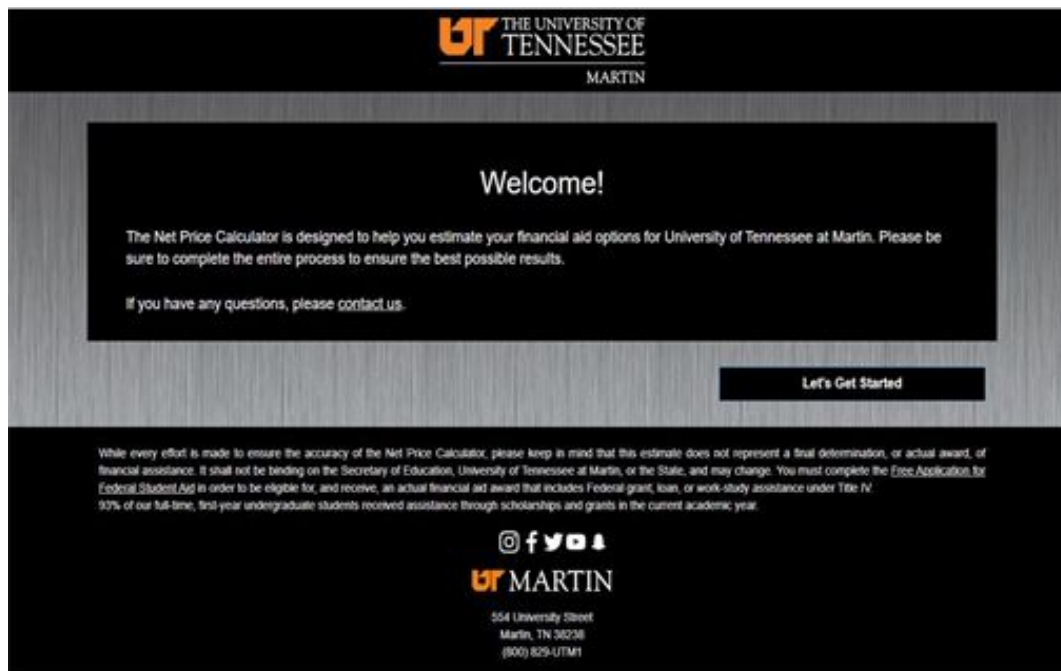 UT THE UNIVERSITY OF
TENNESSEE
MARTIN
Welcome!
The Net Price Calculator is designed to help you estimate your financial aid options for University of Tennessee at Martin. Please be
sure to complete the entire process to ensure the best possible results.
If you have any questions, please contact us.
Let's Get Started
While every effort is made to ensure the accuracy of the Net Price Calculator, please keep in mind that this estimate does not represent a final determination, or actual award, of
financial assistance. It shall not be binding on the Secretary of Education, University of Tennessee at Martin, or the State, and may change. You must complete the Free Application for
Federal Student Aid in order to be eligible for, and receive, an actual financial aid award that includes Federal grant, loan, or work-study assistance under Title IV.
93% of our full-time, first-year undergraduate students received assistance through scholarships and grants in the current academic year.
UT MARTIN
554 University Street
Martin, TN 38238
(800) 829-UTM1